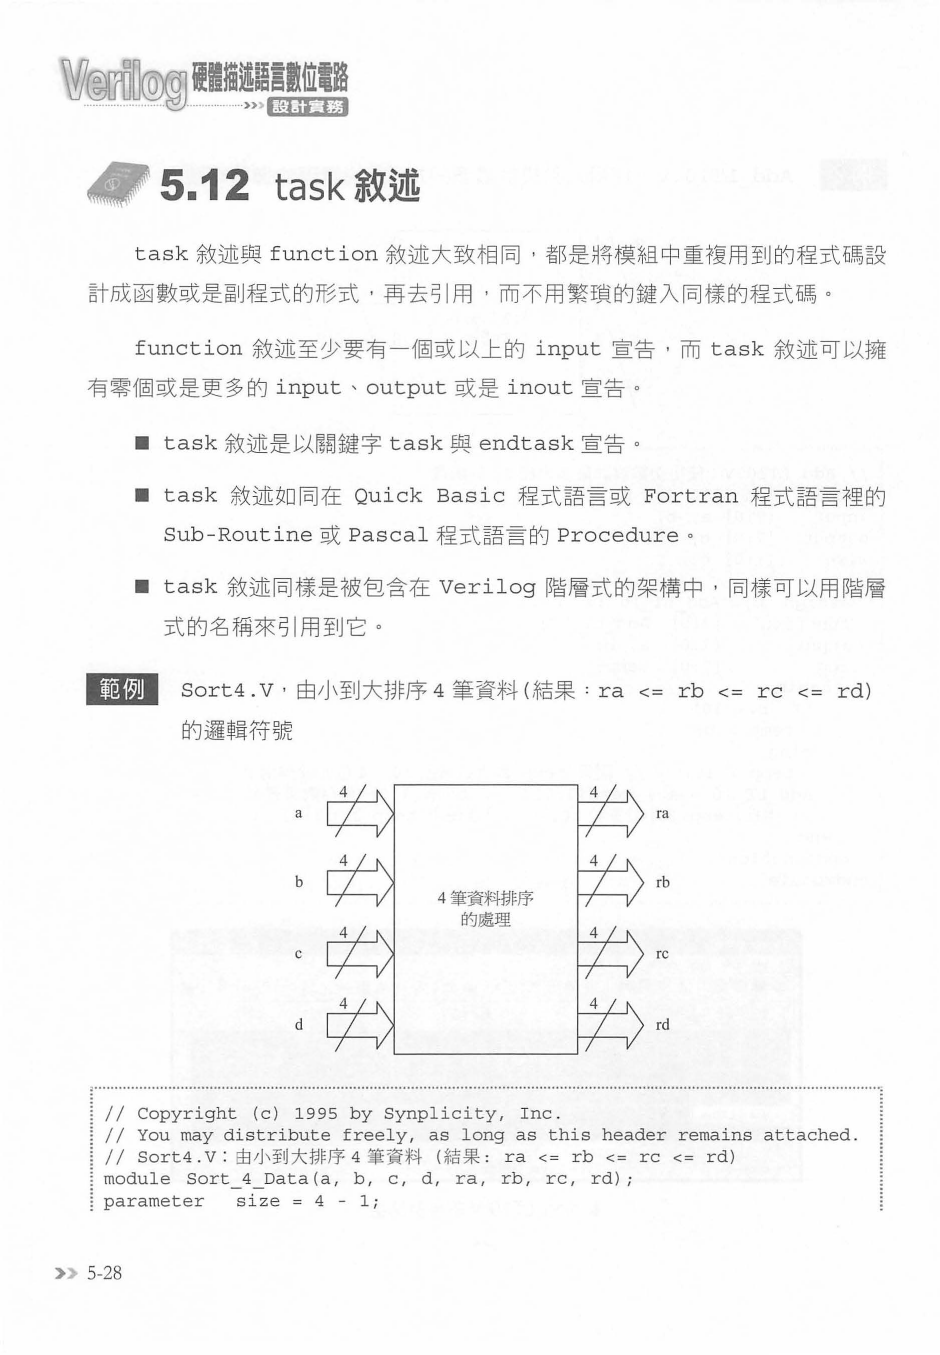 Verilog 硬體描述語言數位電路
>>> 設計實務
5.12 task 敘述
task 敘述與 function 敘述大致相同，都是將模組中重複用到的程式碼設
計成函數或是副程式的形式，再去引用，而不用繁瑣的鍵入同樣的程式碼。
function 敘述至少要有一個或以上的 input 宣告，而 task 敘述可以擁
有零個或是更多的 input、output 或是 inout 宣告。
■ task 敘述是以關鍵字 task 與 endtask 宣告。
■ task 敘述如同在 Quick Basic 程式語言或 Fortran 程式語言裡的
Sub-Routine 或 Pascal 程式語言的 Procedure。
■ task 敘述同樣是被包含在 Verilog 階層式的架構中，同樣可以用階層
式的名稱來引用到它。
範例 Sort4.V，由小到大排序 4 筆資料(結果：ra <= rb <= rc <= rd)
的邏輯符號
4 4
a ra
4 4
b rb
4 筆資料排序
的處理
4 4
c rc
4 4
d rd
// Copyright (c) 1995 by Synplicity, Inc.
// You may distribute freely, as long as this header remains attached.
// Sort4.V：由小到大排序 4 筆資料 (結果: ra <= rb <= rc <= rd)
module Sort_4_Data(a, b, c, d, ra, rb, rc, rd);
parameter size = 4 - 1;
>> 5-28